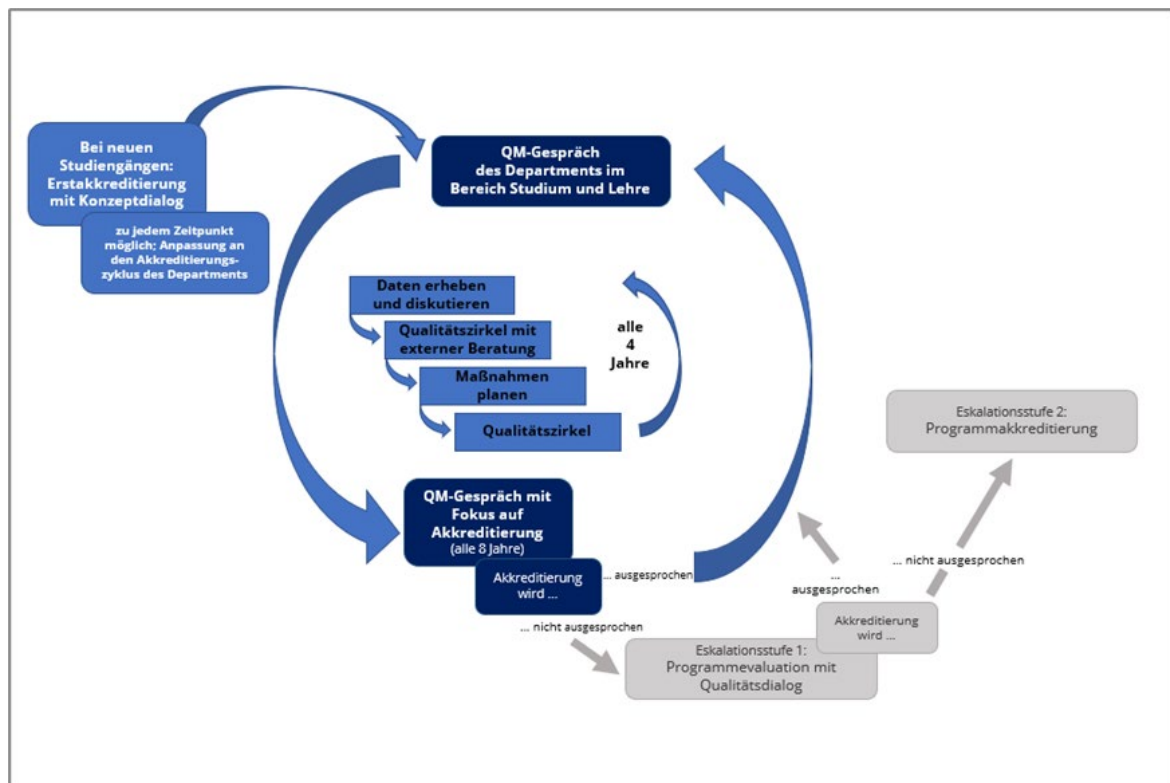 Bei neuen
Studiengängen:
Erstakkreditierung
mit Konzeptdialog
zu jedem Zeitpunkt
möglich; Anpassung an
den Akkreditierungs-
zyklus des Departments
QM-Gespräch
des Departments im
Bereich Studium und Lehre
Daten erheben
und diskutieren
Qualitätszirkel mit
externer Beratung
Maßnahmen
planen
Qualitätszirkel
alle
4
Jahre
QM-Gespräch mit
Fokus auf
Akkreditierung
(alle 8 Jahre)
Akkreditierung
wird ...
... ausgesprochen
... nicht ausgesprochen
Eskalationsstufe 1:
Programmevaluation mit
Qualitätsdialog
Akkreditierung
wird ...
...
ausgesprochen
... nicht ausgesprochen
Eskalationsstufe 2:
Programmakkreditierung